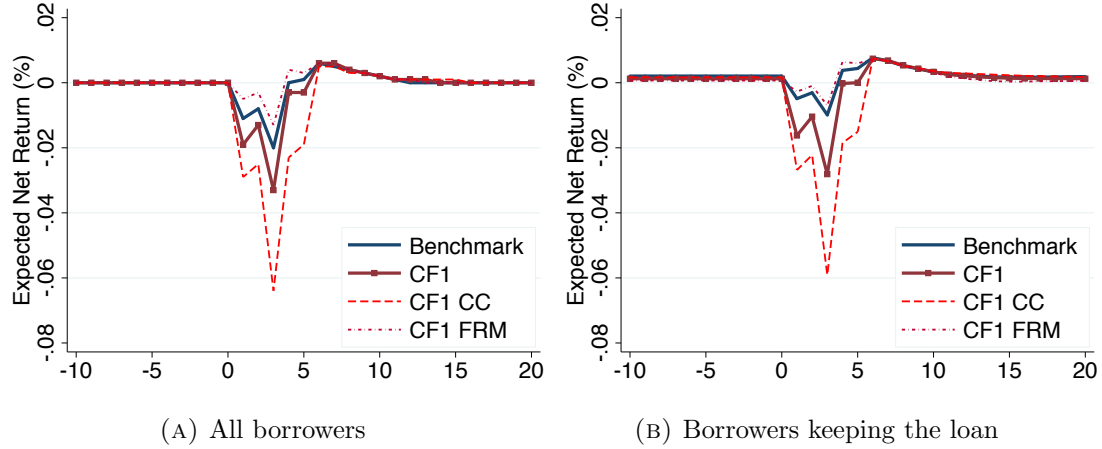 Expected Net Return (%)
.02
0
-.02
-.04
-.06
-.08
Benchmark
CF1
CF1 CC
CF1 FRM
-10 -5 0 5 10 15 20
(A) All borrowers
Expected Net Return (%)
.02
0
-.02
-.04
-.06
-.08
Benchmark
CF1
CF1 CC
CF1 FRM
-10 -5 0 5 10 15 20
(B) Borrowers keeping the loan